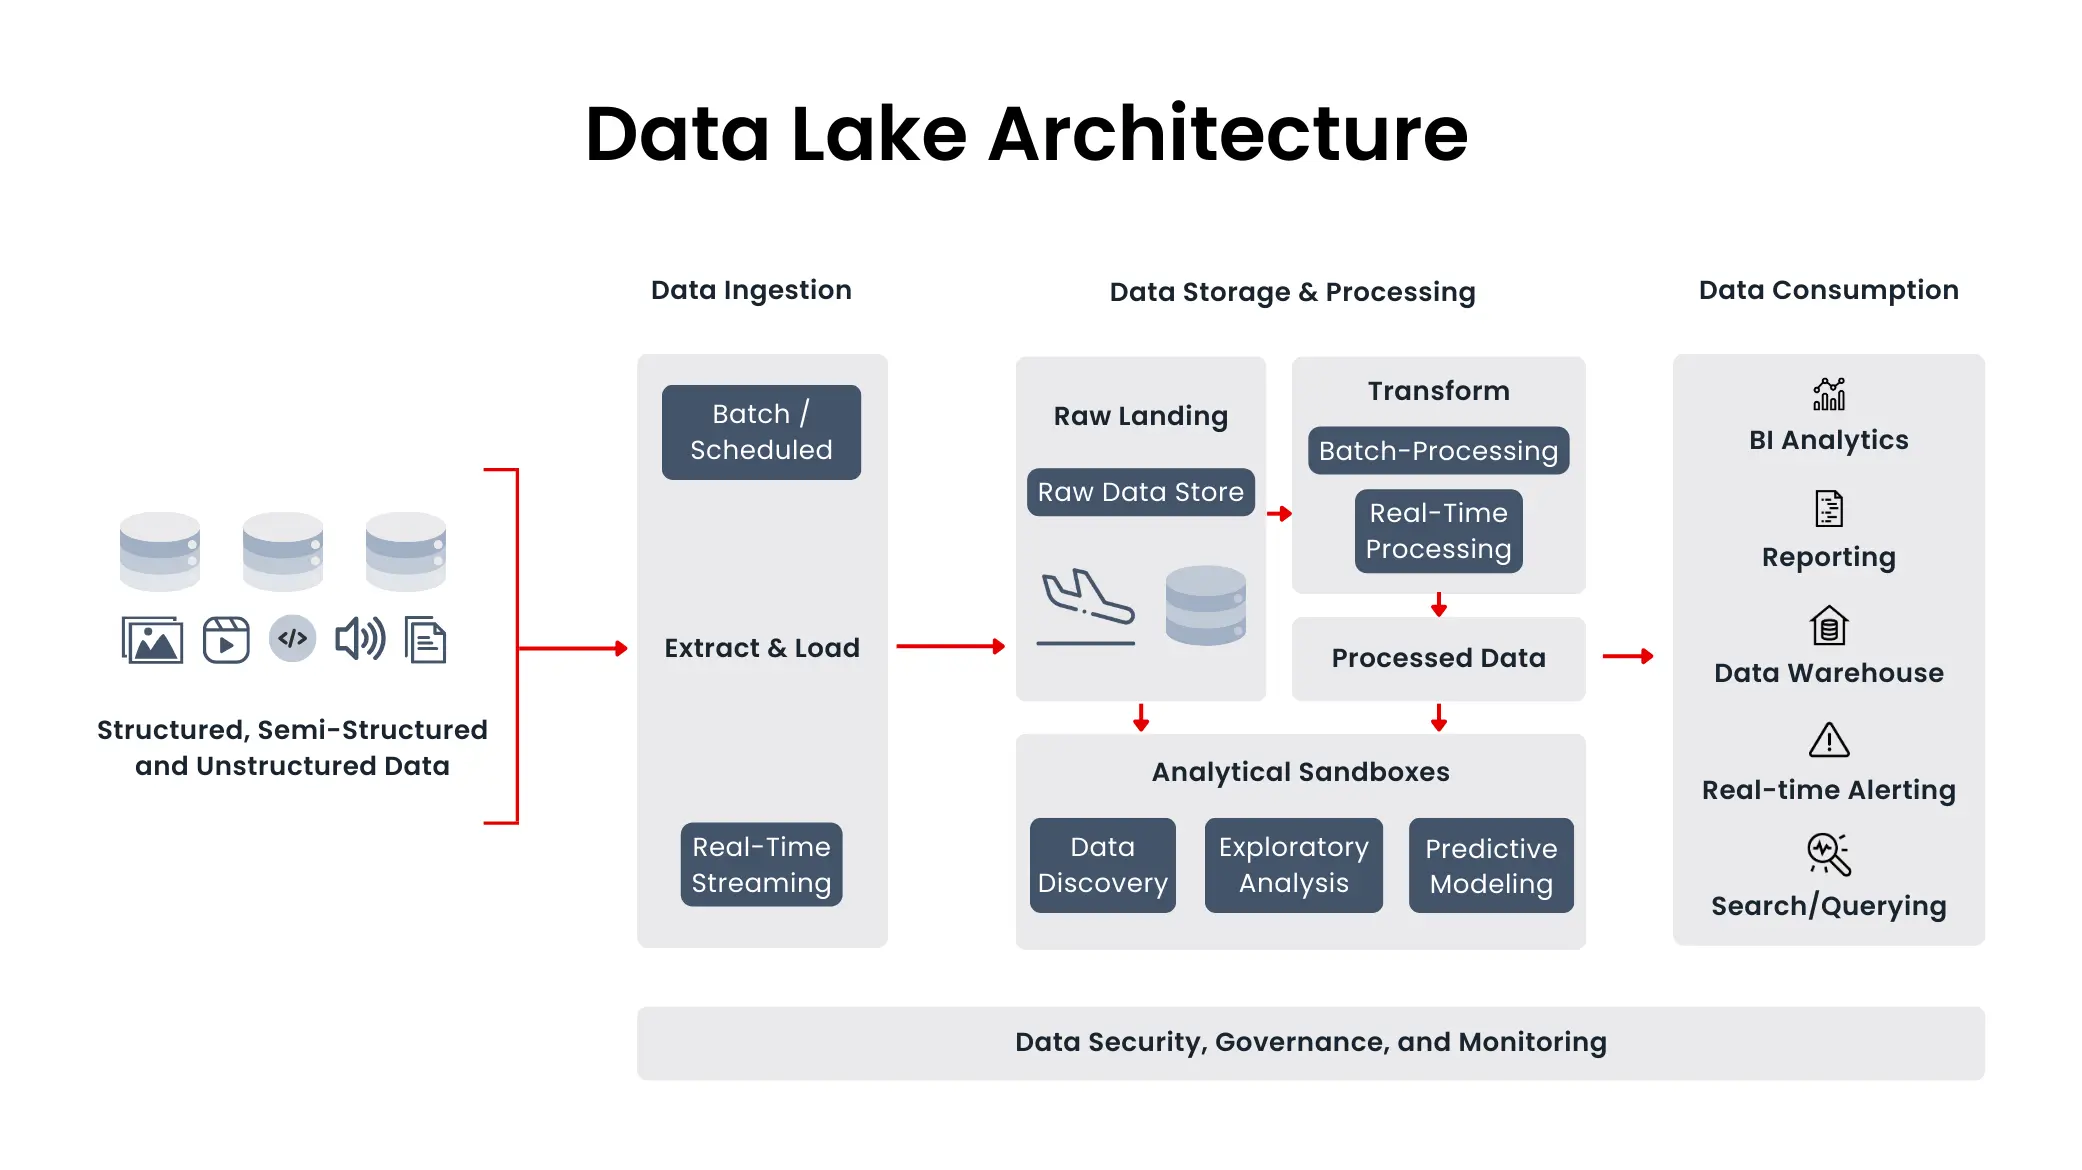 Data Lake Architecture
Data Ingestion
Data Storage & Processing
Data Consumption
Structured, Semi-Structured
and Unstructured Data
</>
Batch /
Scheduled
Extract & Load
Real-Time
Streaming
Raw Landing
Raw Data Store
Transform
Batch-Processing
Real-Time
Processing
Processed Data
Analytical Sandboxes
Data
Discovery
Exploratory
Analysis
Predictive
Modeling
BI Analytics
Reporting
Data Warehouse
Real-time Alerting
Search/Querying
Data Security, Governance, and Monitoring